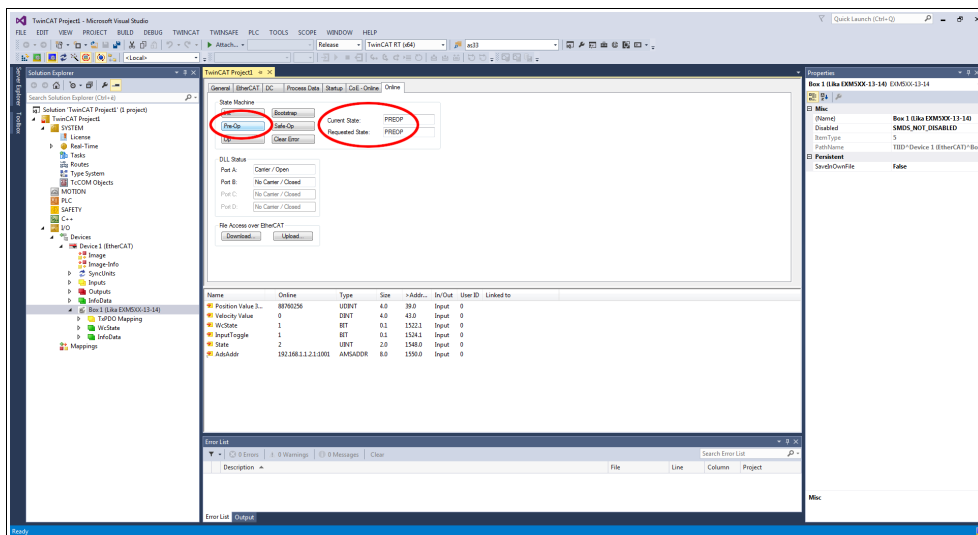 TwinCAT Project1 - Microsoft Visual Studio
Quick Launch (Ctrl+Q)
FILE EDIT VIEW PROJECT BUILD DEBUG TWINCAT TWINSAFE PLC TOOLS SCOPE WINDOW HELP
Attach... Release TwinCAT RT (x64) as33
<Local>
Server Explorer
Toolbox
Solution Explorer
Search Solution Explorer (Ctrl+è)
Solution 'TwinCAT Project1' (1 project)
TwinCAT Project1
SYSTEM
License
Real-Time
Tasks
Routes
Type System
TcCOM Objects
MOTION
PLC
SAFETY
C++
I/O
Devices
Device 1 (EtherCAT)
Image
Image-Info
SyncUnits
Inputs
Outputs
InfoData
Box 1 (Lika EXM5XX-13-14)
TxPDO Mapping
WcState
InfoData
Mappings
TwinCAT Project1
General EtherCAT DC Process Data Startup CoE - Online Online
State Machine
Bootstrap
Pre-Op Safe-Op
Op Clear Error
Current State: PREOP
Requested State: PREOP
DLL Status
Port A: Carrier / Open
Port B: No Carrier / Closed
Port C: No Carrier / Closed
Port D: No Carrier / Closed
File Access over EtherCAT
Download... Upload...
Name Online Type Size >Addr... In/Out User ID Linked to
Position Value 3... 88760256 UDINT 4.0 39.0 Input 0
Velocity Value 0 DINT 4.0 43.0 Input 0
WcState 1 BIT 0.1 1522.1 Input 0
InputToggle 1 BIT 0.1 1524.1 Input 0
State 2 UINT 2.0 1548.0 Input 0
AdsAddr 192.168.1.1.2.1:1001 AMSADDR 8.0 1550.0 Input 0
Error List
0 Errors 0 Warnings 0 Messages Clear
Search Error List
Description File Line Column Project
Error List Output
Properties
Box 1 (Lika EXM5XX-13-14) EXM5XX-13-14
Misc
(Name) Box 1 (Lika EXM5XX-13-14)
Disabled SMDS_NOT_DISABLED
ItemType 5
PathName TIID^Device 1 (EtherCAT)^Bo
Persistent
SaveInOwnFile False
Misc
Ready